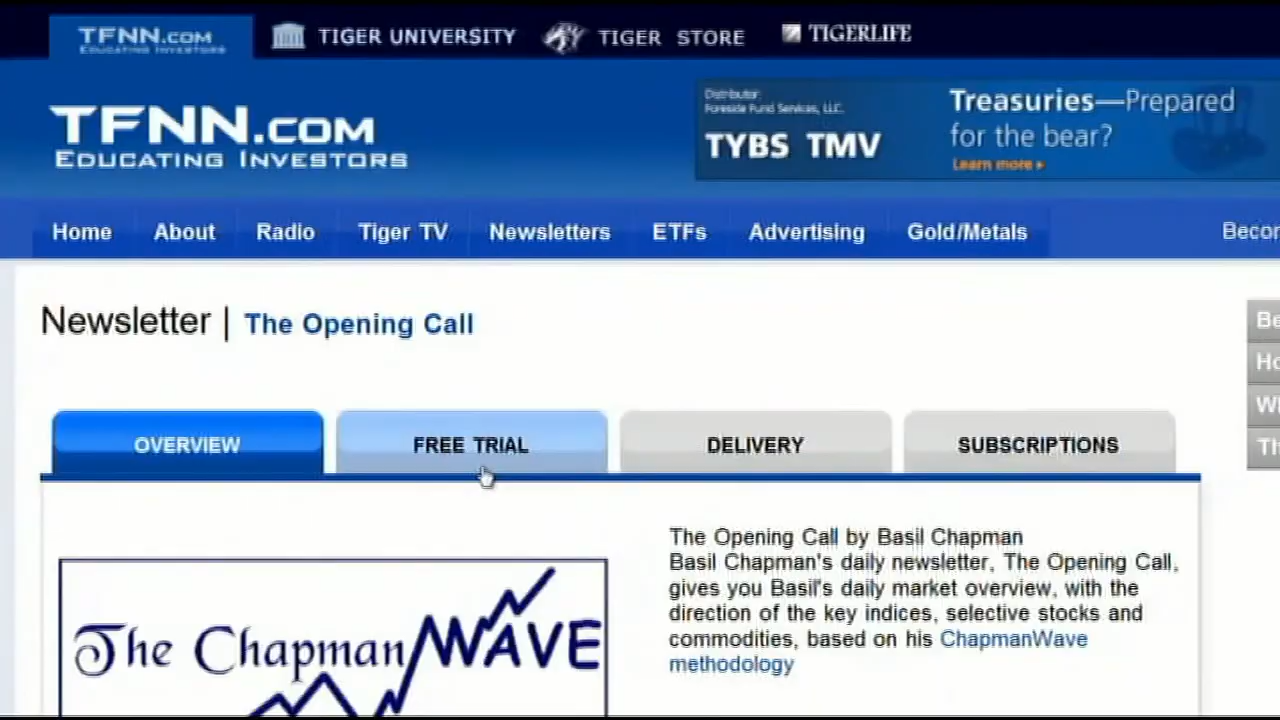 TFNN.COM
EDUCATING INVESTORS
TIGER UNIVERSITY
TIGER STORE
TIGERLIFE
TFNN.COM
EDUCATING INVESTORS
Distributor:
Foreside Fund Services, LLC.
TYBS TMV
Treasuries—Prepared
for the bear?
Learn more
Home About Radio Tiger TV Newsletters ETFs Advertising Gold/Metals
Newsletter | The Opening Call
OVERVIEW FREE TRIAL DELIVERY SUBSCRIPTIONS
The Opening Call by Basil Chapman
Basil Chapman's daily newsletter, The Opening Call,
gives you Basil's daily market overview, with the
direction of the key indices, selective stocks and
commodities, based on his ChapmanWave
methodology
The Chapman WAVE